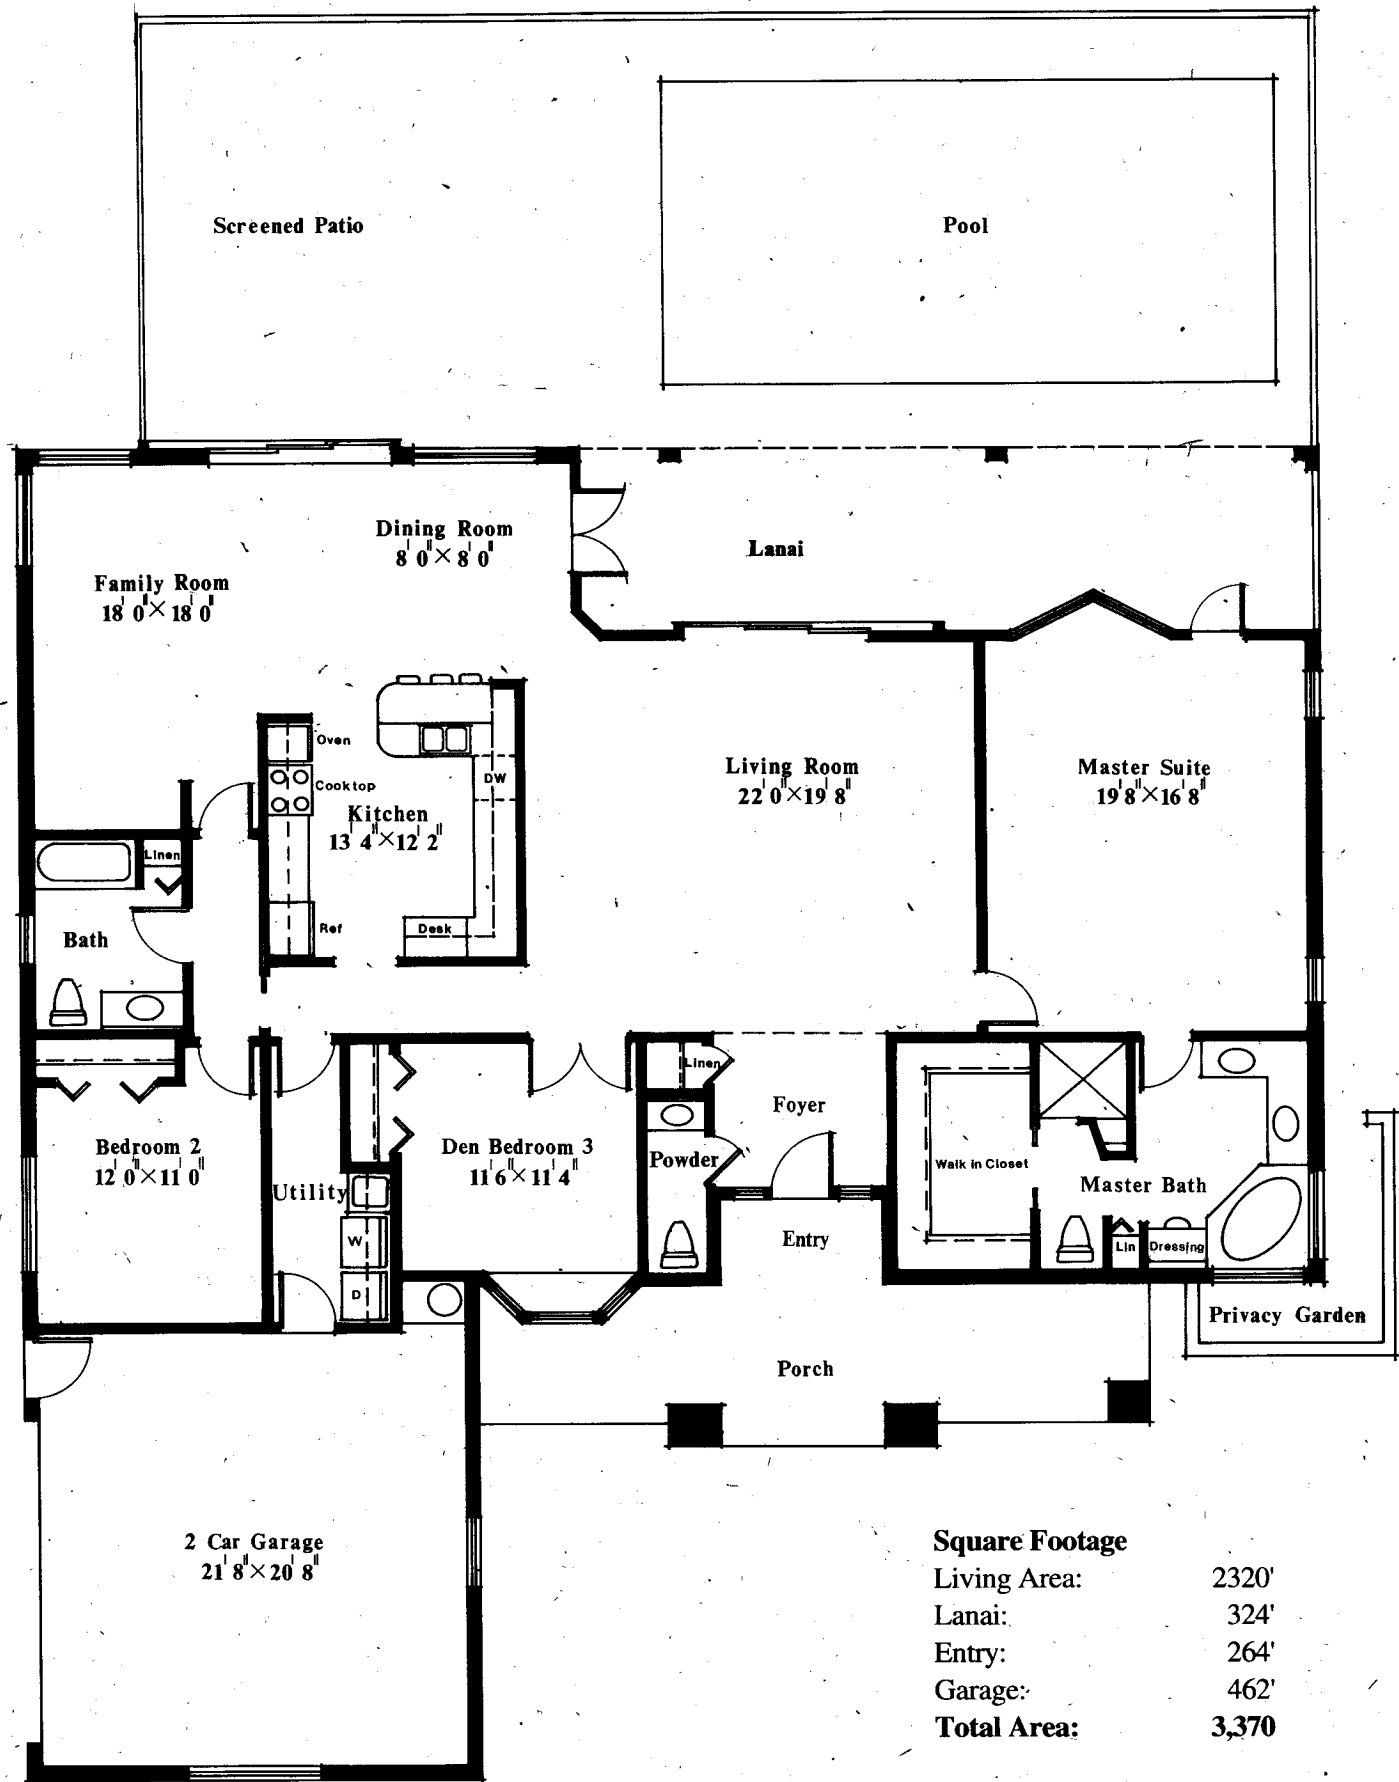 Screened Patio
Pool
Dining Room
8' 0" × 8' 0"
Lanai
Family Room
18' 0" × 18' 0"
Oven
Cooktop
DW
Kitchen
13' 4" × 12' 2"
Living Room
22' 0" × 19' 8"
Master Suite
19' 8" × 16' 8"
Linen
Bath
Ref
Desk
Linen
Foyer
Bedroom 2
12' 0" × 11' 0"
Utility
Den Bedroom 3
11' 6" × 11' 4"
Powder
Walk in Closet
Master Bath
W
D
Entry
Lin
Dressing
Privacy Garden
Porch
2 Car Garage
21' 8" × 20' 8"
Square Footage
Living Area: 2320'
Lanai: 324'
Entry: 264'
Garage: 462'
Total Area: 3,370